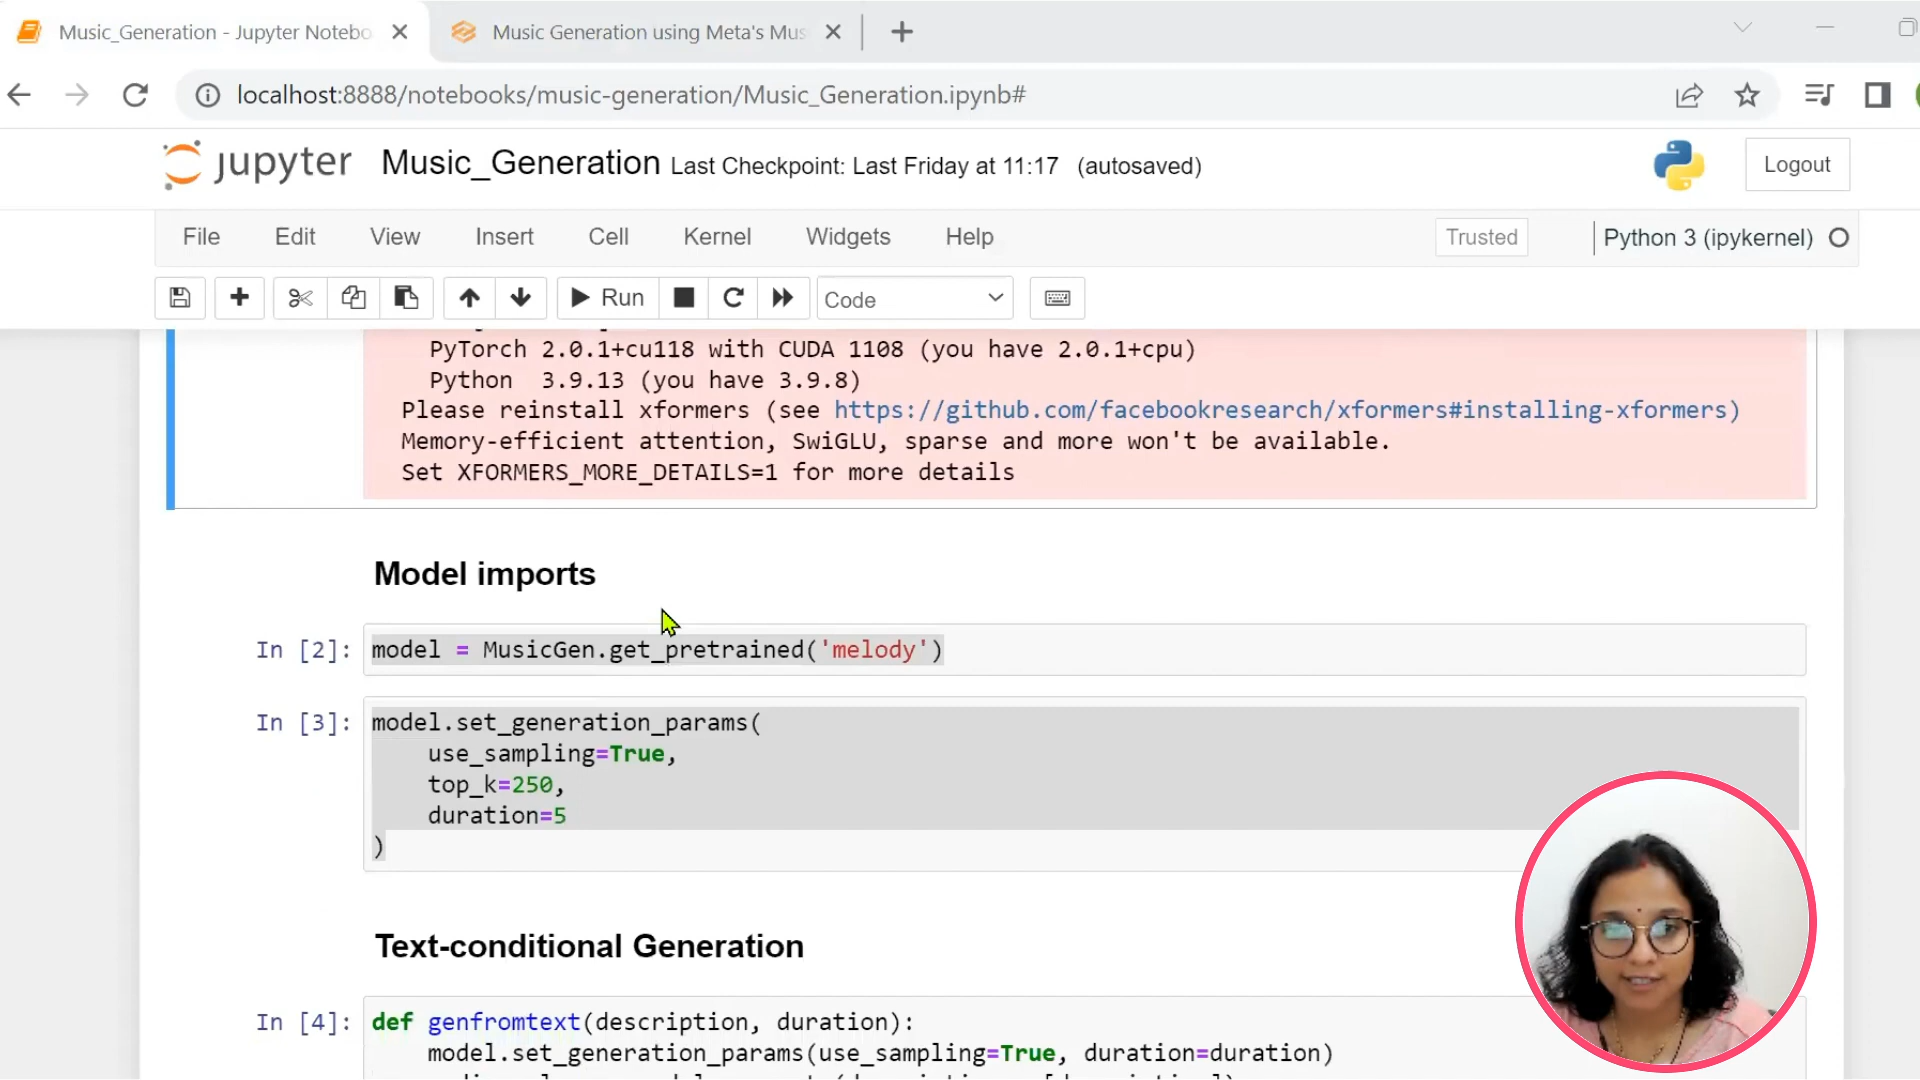 Music_Generation - Jupyter Notebo
Music Generation using Meta's Mus
localhost:8888/notebooks/music-generation/Music_Generation.ipynb#
jupyter Music_Generation Last Checkpoint: Last Friday at 11:17 (autosaved)
Logout
File Edit View Insert Cell Kernel Widgets Help
Trusted
Python 3 (ipykernel)
Run
Code
PyTorch 2.0.1+cu118 with CUDA 1108 (you have 2.0.1+cpu)
Python 3.9.13 (you have 3.9.8)
Please reinstall xformers (see https://github.com/facebookresearch/xformers#installing-xformers)
Memory-efficient attention, SwiGLU, sparse and more won't be available.
Set XFORMERS_MORE_DETAILS=1 for more details
Model imports
In [2]: model = MusicGen.get_pretrained('melody')
In [3]: model.set_generation_params(
use_sampling=True,
top_k=250,
duration=5
)
Text-conditional Generation
In [4]: def genfromtext(description, duration):
model.set_generation_params(use_sampling=True, duration=duration)